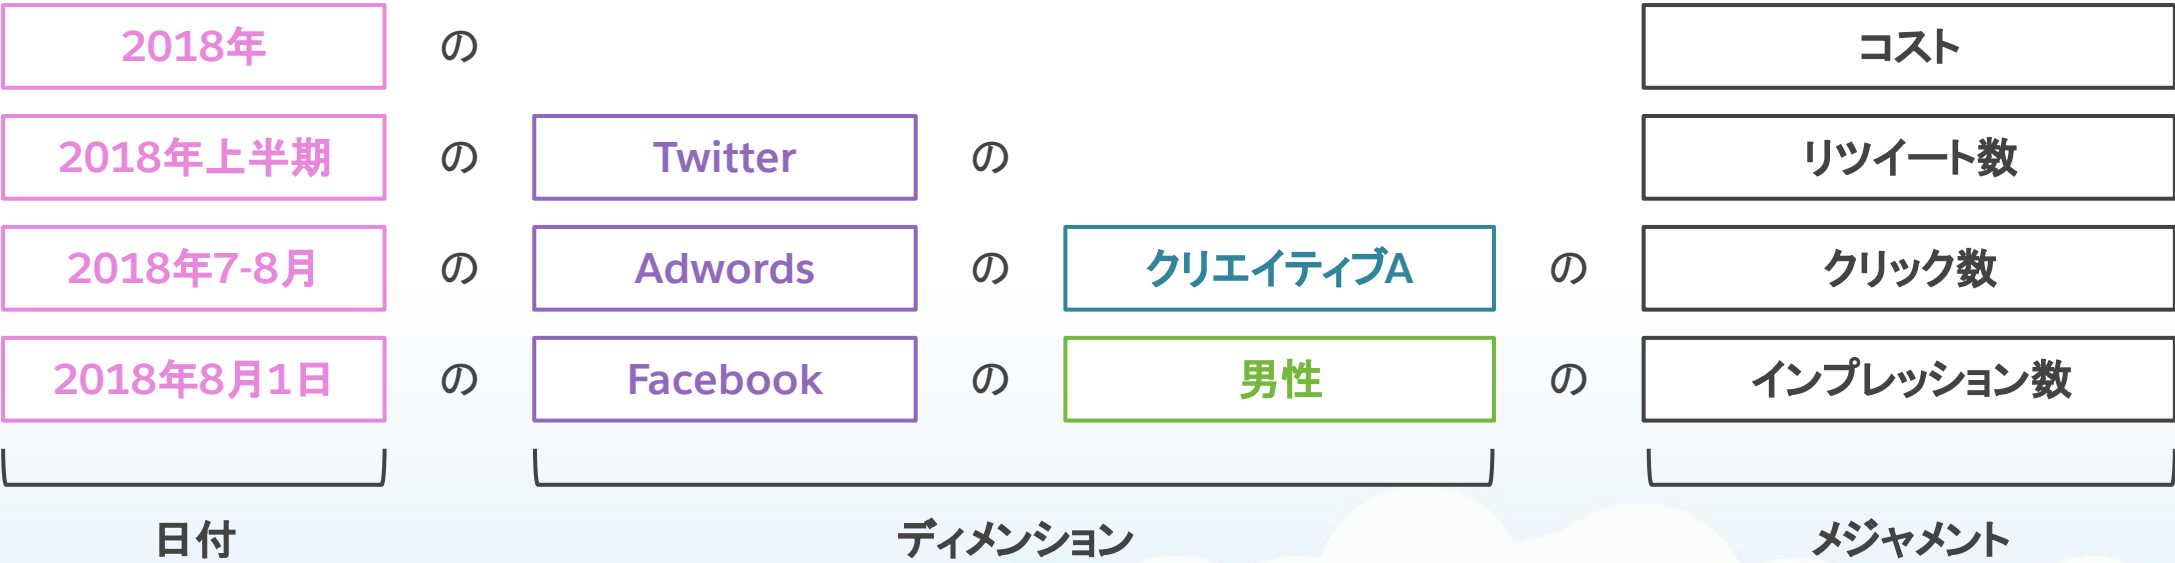 2018年 の コスト
2018年上半期 の Twitter の リツイート数
2018年7-8月 の Adwords の クリエイティブA の クリック数
2018年8月1日 の Facebook の 男性 の インプレッション数
日付 ディメンション メジャメント